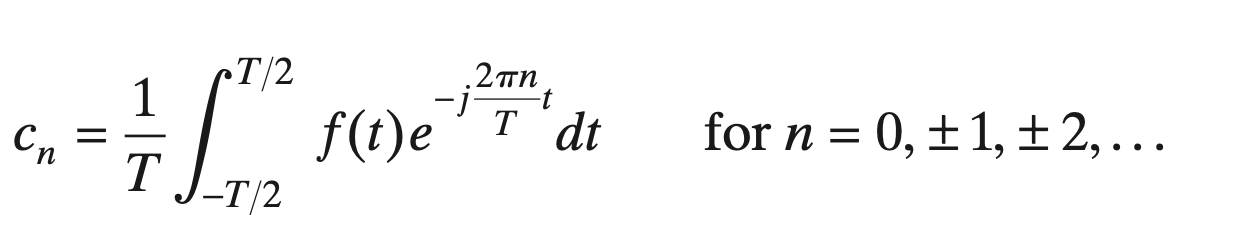 c_n = \frac{1}{T} \int_{-T/2}^{T/2} f(t) e^{-j\frac{2\pi n}{T}t} dt for n = 0, ± 1, ± 2, . . .